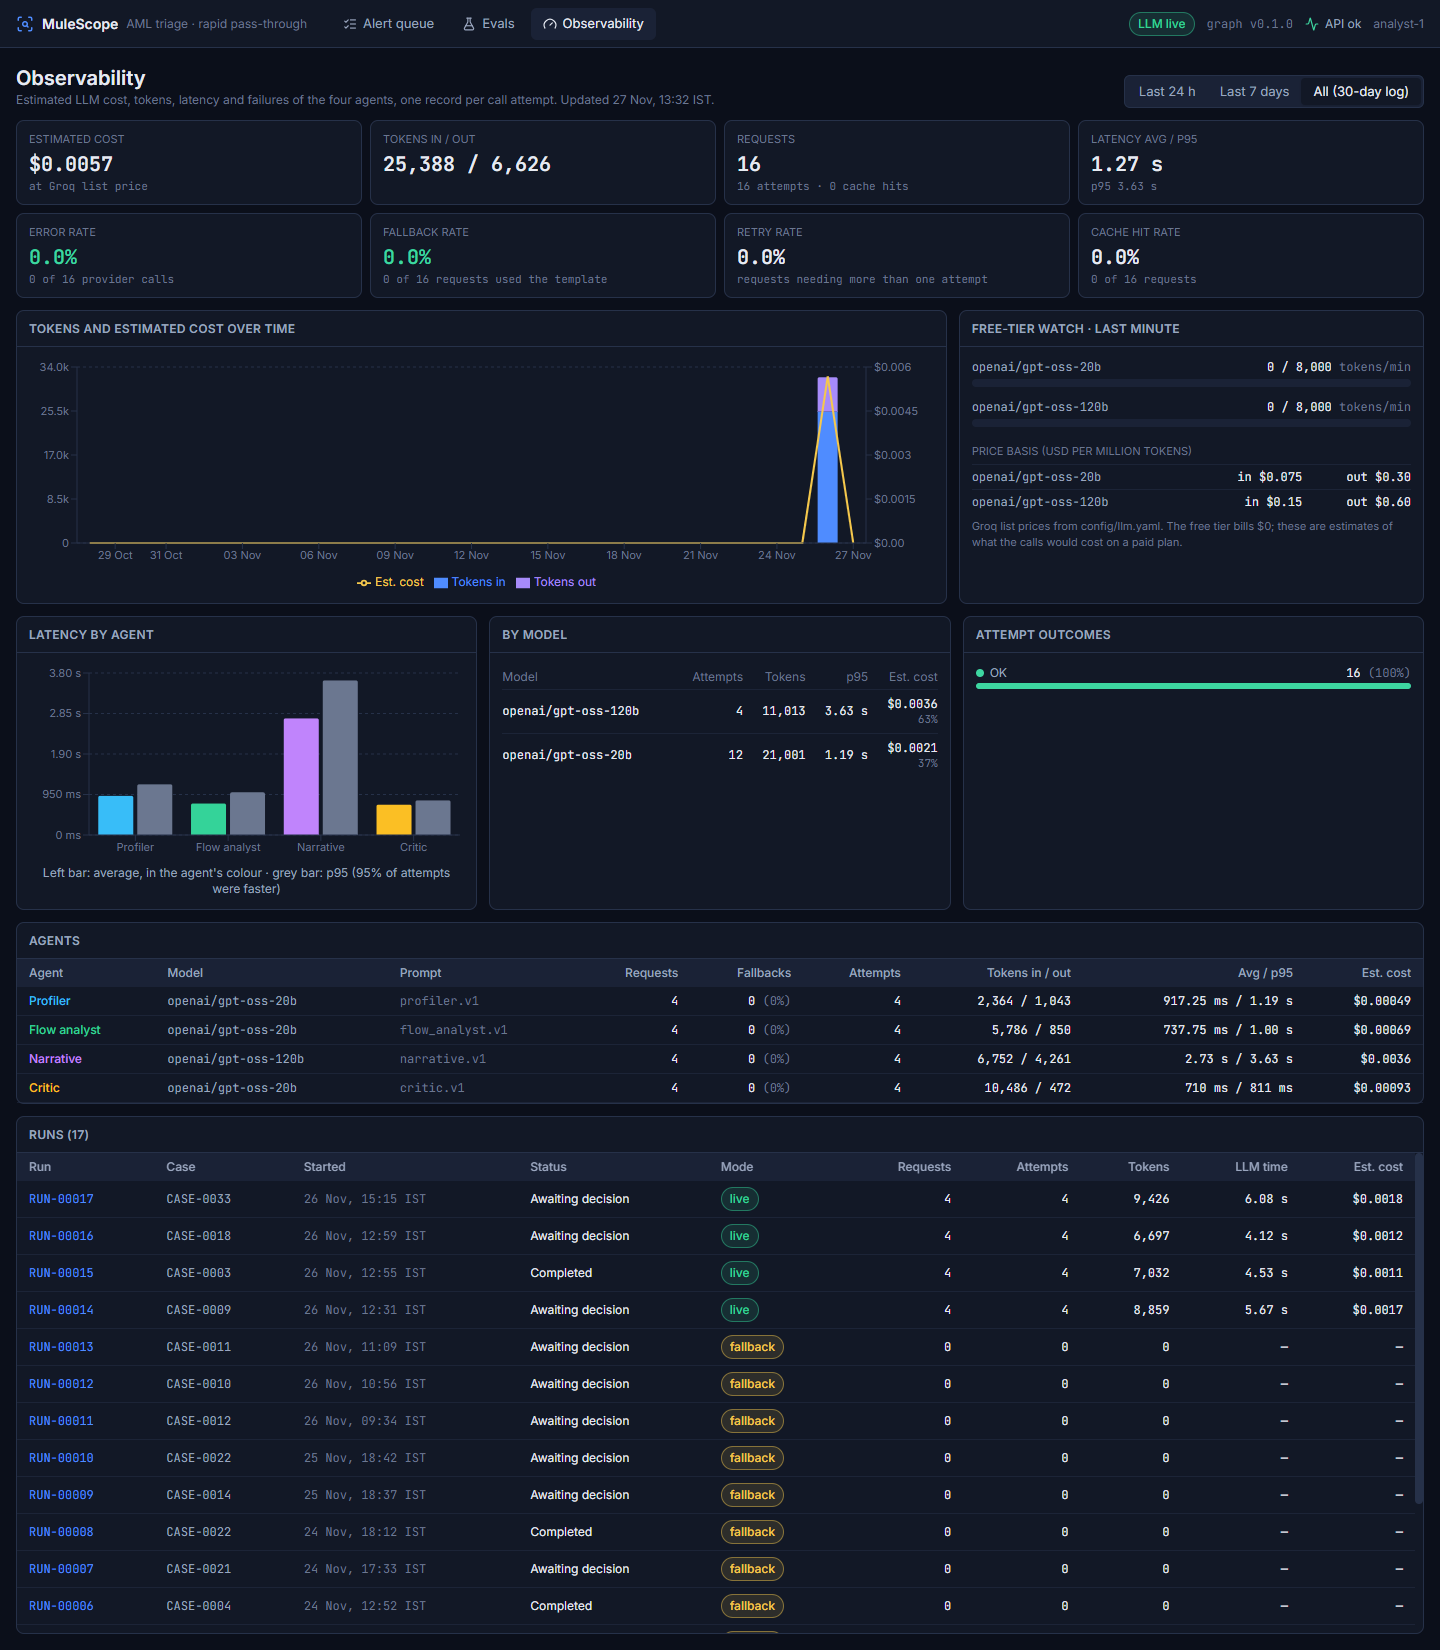 MuleScope AML triage · rapid pass-through Alert queue Evals Observability LLM live graph v0.1.0 API ok analyst-1
Observability
Estimated LLM cost, tokens, latency and failures of the four agents, one record per call attempt. Updated 27 Nov, 13:32 IST.
Last 24 h Last 7 days All (30-day log)
ESTIMATED COST
$0.0057
at Groq list price
TOKENS IN / OUT
25,388 / 6,626
REQUESTS
16
16 attempts · 0 cache hits
LATENCY AVG / P95
1.27 s
p95 3.63 s
ERROR RATE
0.0%
0 of 16 provider calls
FALLBACK RATE
0.0%
0 of 16 requests used the template
RETRY RATE
0.0%
requests needing more than one attempt
CACHE HIT RATE
0.0%
0 of 16 requests
TOKENS AND ESTIMATED COST OVER TIME
34.0k $0.006
25.5k $0.0045
17.0k $0.003
8.5k $0.0015
0 $0.00
29 Oct 31 Oct 03 Nov 06 Nov 09 Nov 12 Nov 15 Nov 18 Nov 21 Nov 24 Nov 27 Nov
Est. cost Tokens in Tokens out
FREE-TIER WATCH · LAST MINUTE
openai/gpt-oss-20b 0 / 8,000 tokens/min
openai/gpt-oss-120b 0 / 8,000 tokens/min
PRICE BASIS (USD PER MILLION TOKENS)
openai/gpt-oss-20b in $0.075 out $0.30
openai/gpt-oss-120b in $0.15 out $0.60
Groq list prices from config/llm.yaml. The free tier bills $0; these are estimates of
what the calls would cost on a paid plan.
LATENCY BY AGENT
3.80 s
2.85 s
1.90 s
950 ms
0 ms
Profiler Flow analyst Narrative Critic
Left bar: average, in the agent's colour · grey bar: p95 (95% of attempts
were faster)
BY MODEL
Model Attempts Tokens p95 Est. cost
openai/gpt-oss-120b 4 11,013 3.63 s $0.0036
63%
openai/gpt-oss-20b 12 21,001 1.19 s $0.0021
37%
ATTEMPT OUTCOMES
OK 16 (100%)
AGENTS
Agent Model Prompt Requests Fallbacks Attempts Tokens in / out Avg / p95 Est. cost
Profiler openai/gpt-oss-20b profiler.v1 4 0 (0%) 4 2,364 / 1,043 917.25 ms / 1.19 s $0.00049
Flow analyst openai/gpt-oss-20b flow_analyst.v1 4 0 (0%) 4 5,786 / 850 737.75 ms / 1.00 s $0.00069
Narrative openai/gpt-oss-120b narrative.v1 4 0 (0%) 4 6,752 / 4,261 2.73 s / 3.63 s $0.0036
Critic openai/gpt-oss-20b critic.v1 4 0 (0%) 4 10,486 / 472 710 ms / 811 ms $0.00093
RUNS (17)
Run Case Started Status Mode Requests Attempts Tokens LLM time Est. cost
RUN-00017 CASE-0033 26 Nov, 15:15 IST Awaiting decision live 4 4 9,426 6.08 s $0.0018
RUN-00016 CASE-0018 26 Nov, 12:59 IST Awaiting decision live 4 4 6,697 4.12 s $0.0012
RUN-00015 CASE-0003 26 Nov, 12:55 IST Completed live 4 4 7,032 4.53 s $0.0011
RUN-00014 CASE-0009 26 Nov, 12:31 IST Awaiting decision live 4 4 8,859 5.67 s $0.0017
RUN-00013 CASE-0011 26 Nov, 11:09 IST Awaiting decision fallback 0 0 0 — —
RUN-00012 CASE-0010 26 Nov, 10:56 IST Awaiting decision fallback 0 0 0 — —
RUN-00011 CASE-0012 26 Nov, 09:34 IST Awaiting decision fallback 0 0 0 — —
RUN-00010 CASE-0022 25 Nov, 18:42 IST Awaiting decision fallback 0 0 0 — —
RUN-00009 CASE-0014 25 Nov, 18:37 IST Awaiting decision fallback 0 0 0 — —
RUN-00008 CASE-0022 24 Nov, 18:12 IST Completed fallback 0 0 0 — —
RUN-00007 CASE-0021 24 Nov, 17:33 IST Awaiting decision fallback 0 0 0 — —
RUN-00006 CASE-0004 24 Nov, 12:52 IST Completed fallback 0 0 0 — —